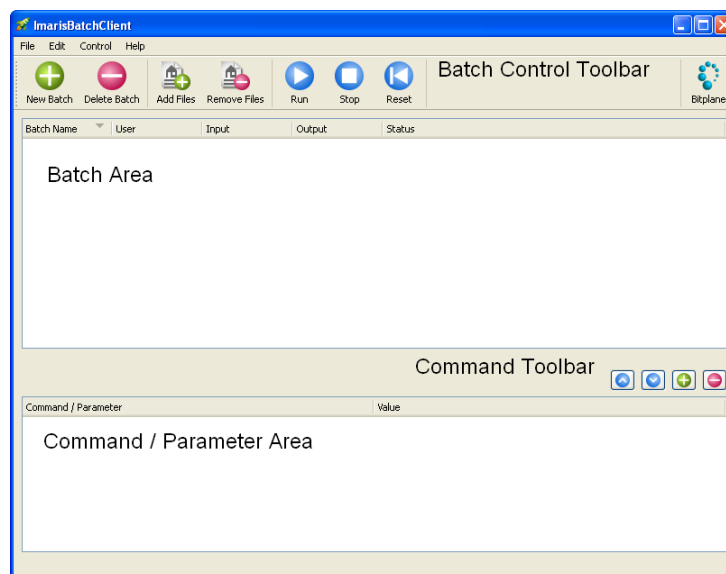 ImarisBatchClient
File Edit Control Help
Batch Control Toolbar
New Batch Delete Batch Add Files Remove Files Run Stop Reset Bitplane
Batch Name User Input Output Status
Batch Area
Command Toolbar
Command / Parameter Value
Command / Parameter Area